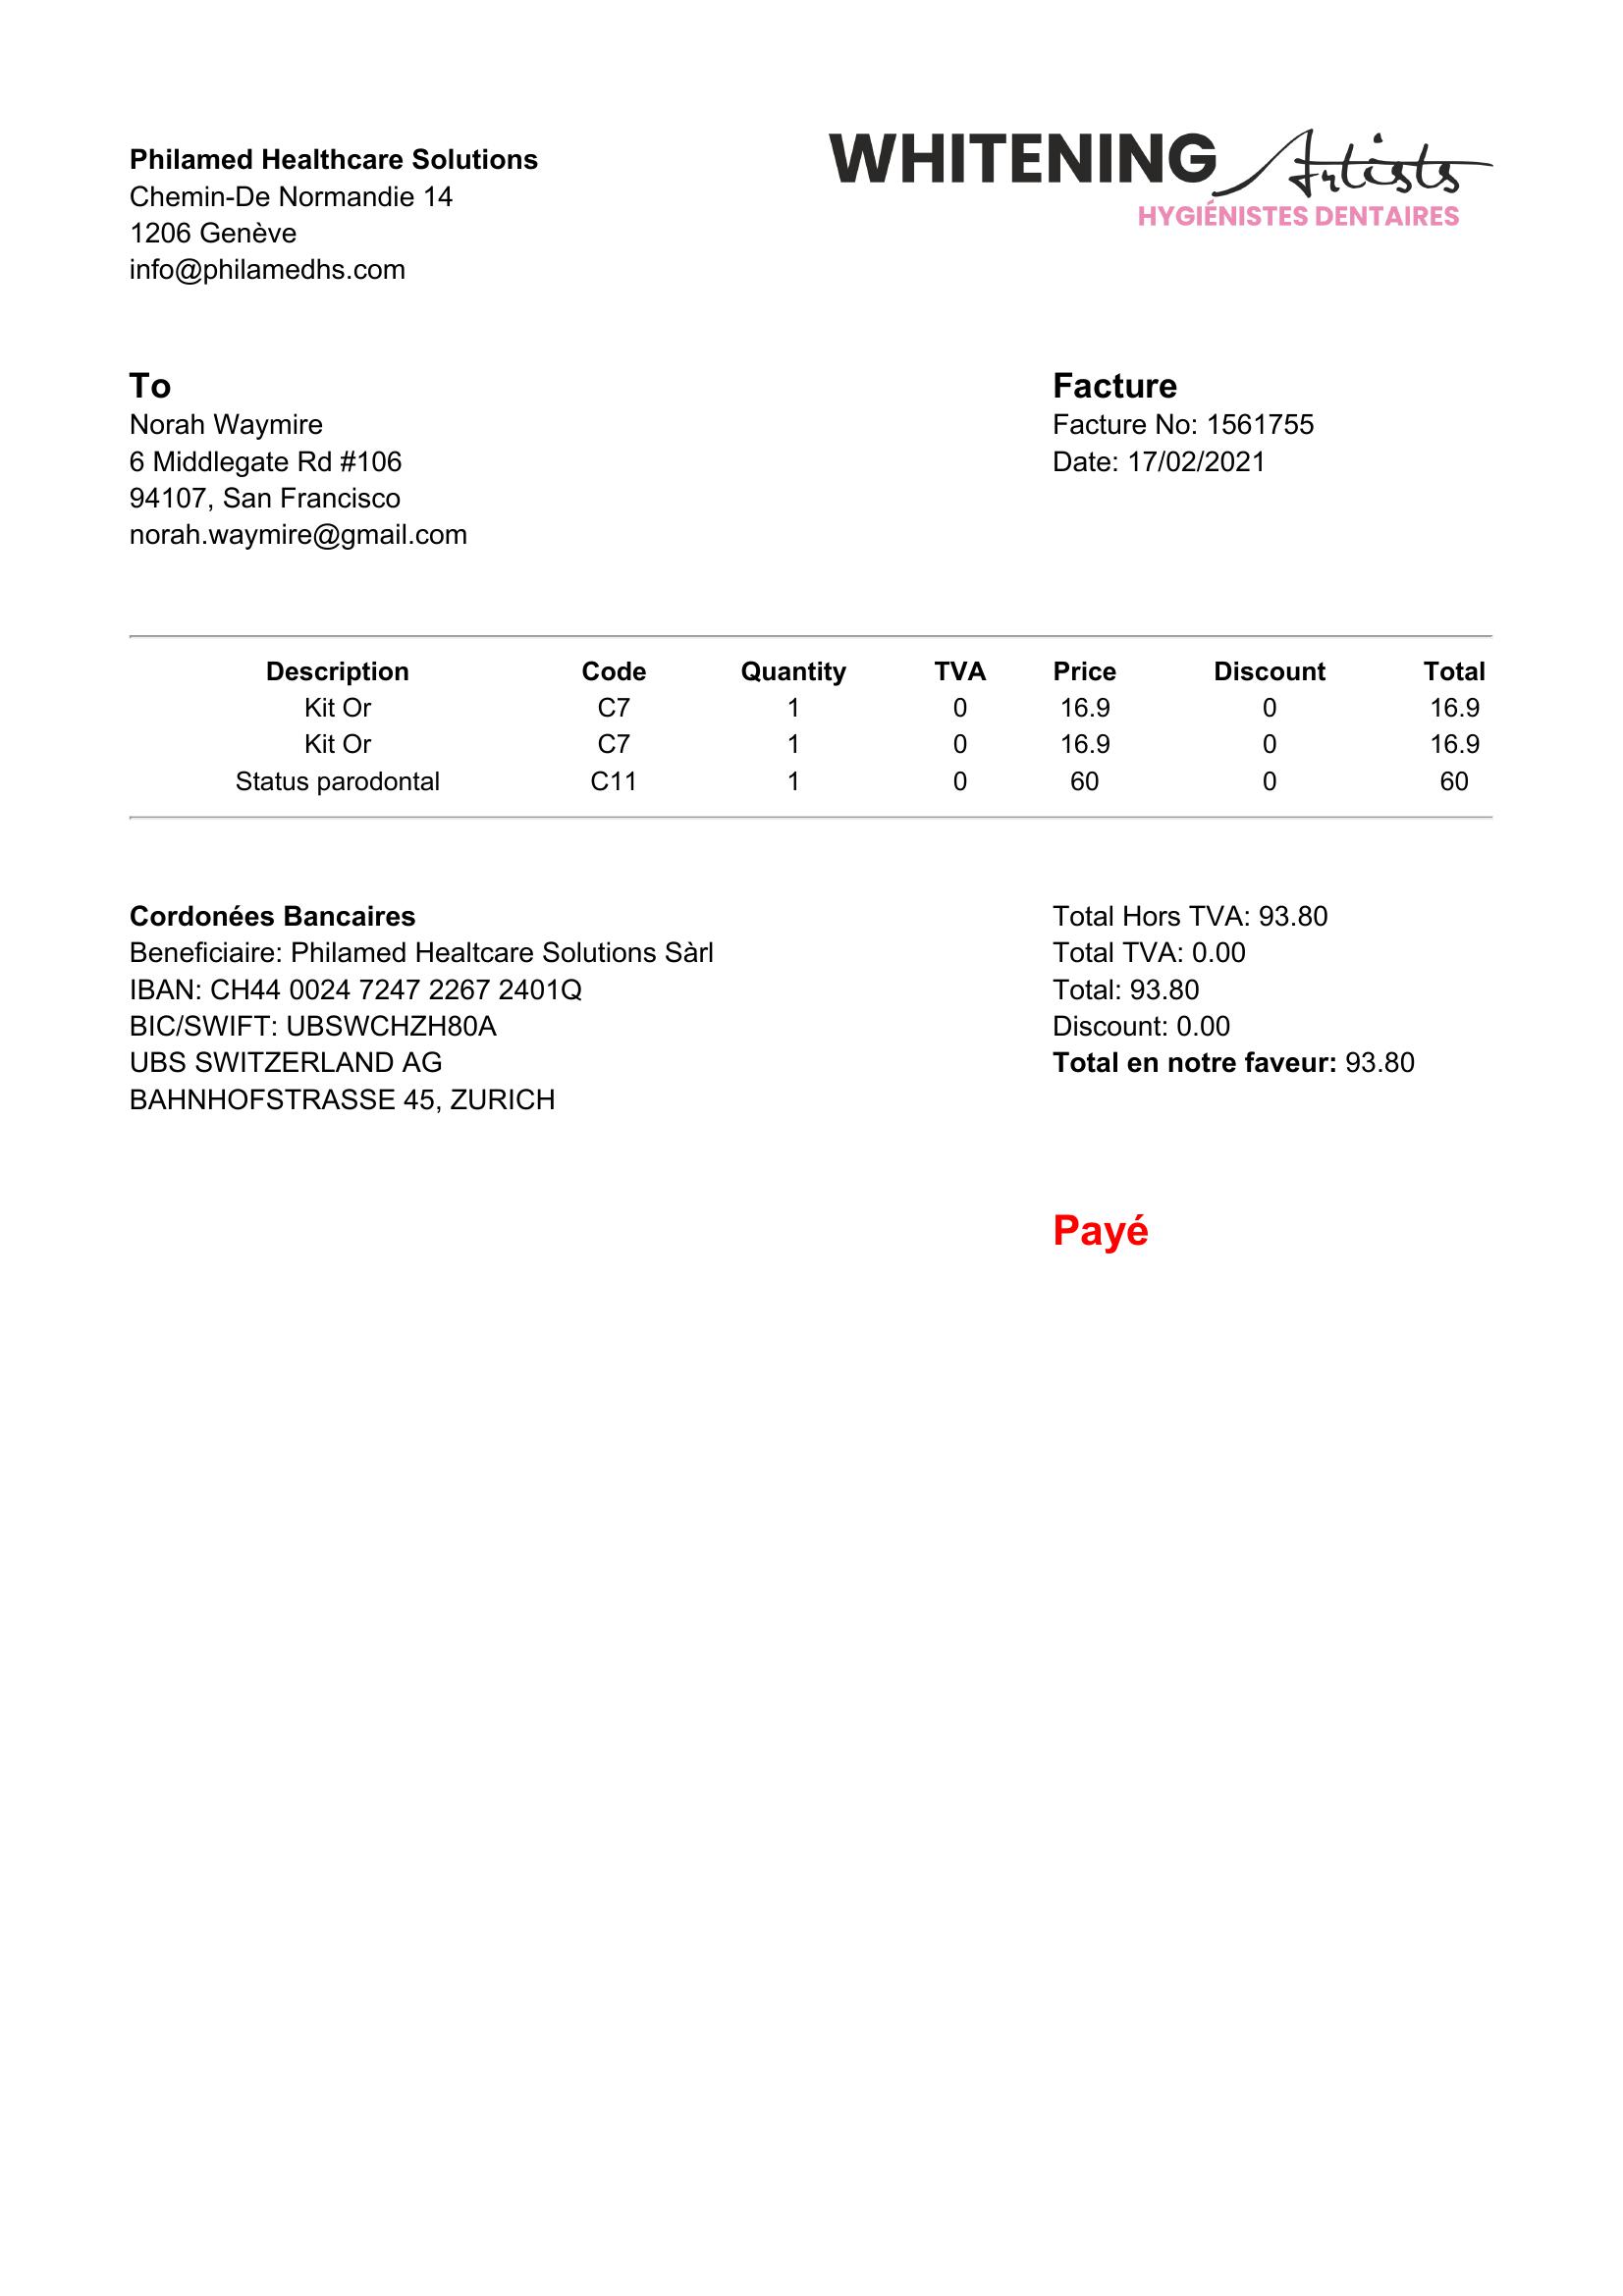 Philamed Healthcare Solutions
Chemin-De Normandie 14
1206 Genève
info@philamedhs.com
WHITENING Artists
HYGIÉNISTES DENTAIRES
To
Norah Waymire
6 Middlegate Rd #106
94107, San Francisco
norah.waymire@gmail.com
Facture
Facture No: 1561755
Date: 17/02/2021
Description Code Quantity TVA Price Discount Total
Kit Or C7 1 0 16.9 0 16.9
Kit Or C7 1 0 16.9 0 16.9
Status parodontal C11 1 0 60 0 60
Cordonées Bancaires
Beneficiaire: Philamed Healtcare Solutions Sàrl
IBAN: CH44 0024 7247 2267 2401Q
BIC/SWIFT: UBSWCHZH80A
UBS SWITZERLAND AG
BAHNHOFSTRASSE 45, ZURICH
Total Hors TVA: 93.80
Total TVA: 0.00
Total: 93.80
Discount: 0.00
Total en notre faveur: 93.80
Payé